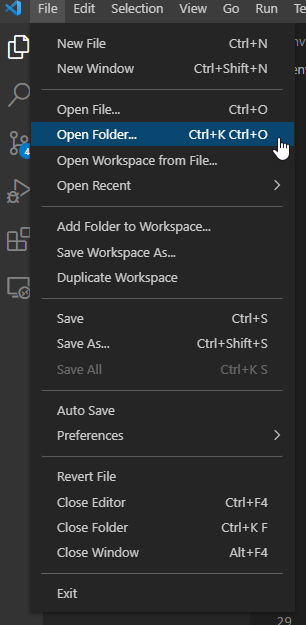 File Edit Selection View Go Run T
nv
New File Ctrl+N
New Window Ctrl+Shift+N
Open File... Ctrl+O
Open Folder... Ctrl+K Ctrl+O
4
Open Workspace from File...
Open Recent
Add Folder to Workspace...
Save Workspace As...
Duplicate Workspace
Save Ctrl+S
Save As... Ctrl+Shift+S
Save All Ctrl+K S
Auto Save
Preferences
Revert File
Close Editor Ctrl+F4
Close Folder Ctrl+K F
Close Window Alt+F4
Exit
29